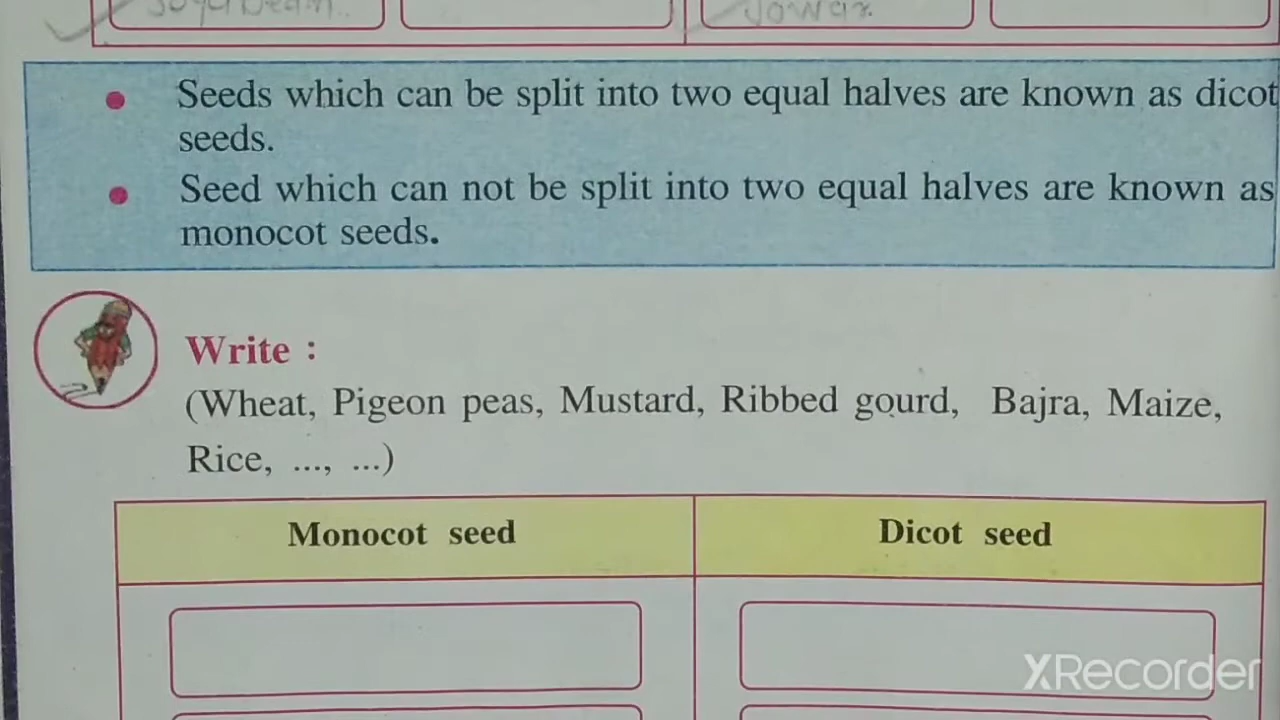 Soyabean
Jowar
Seeds which can be split into two equal halves are known as dicot
seeds.
Seed which can not be split into two equal halves are known as
monocot seeds.
Write :
(Wheat, Pigeon peas, Mustard, Ribbed gourd, Bajra, Maize,
Rice, ..., ...)
Monocot seed
Dicot seed
XRecorder